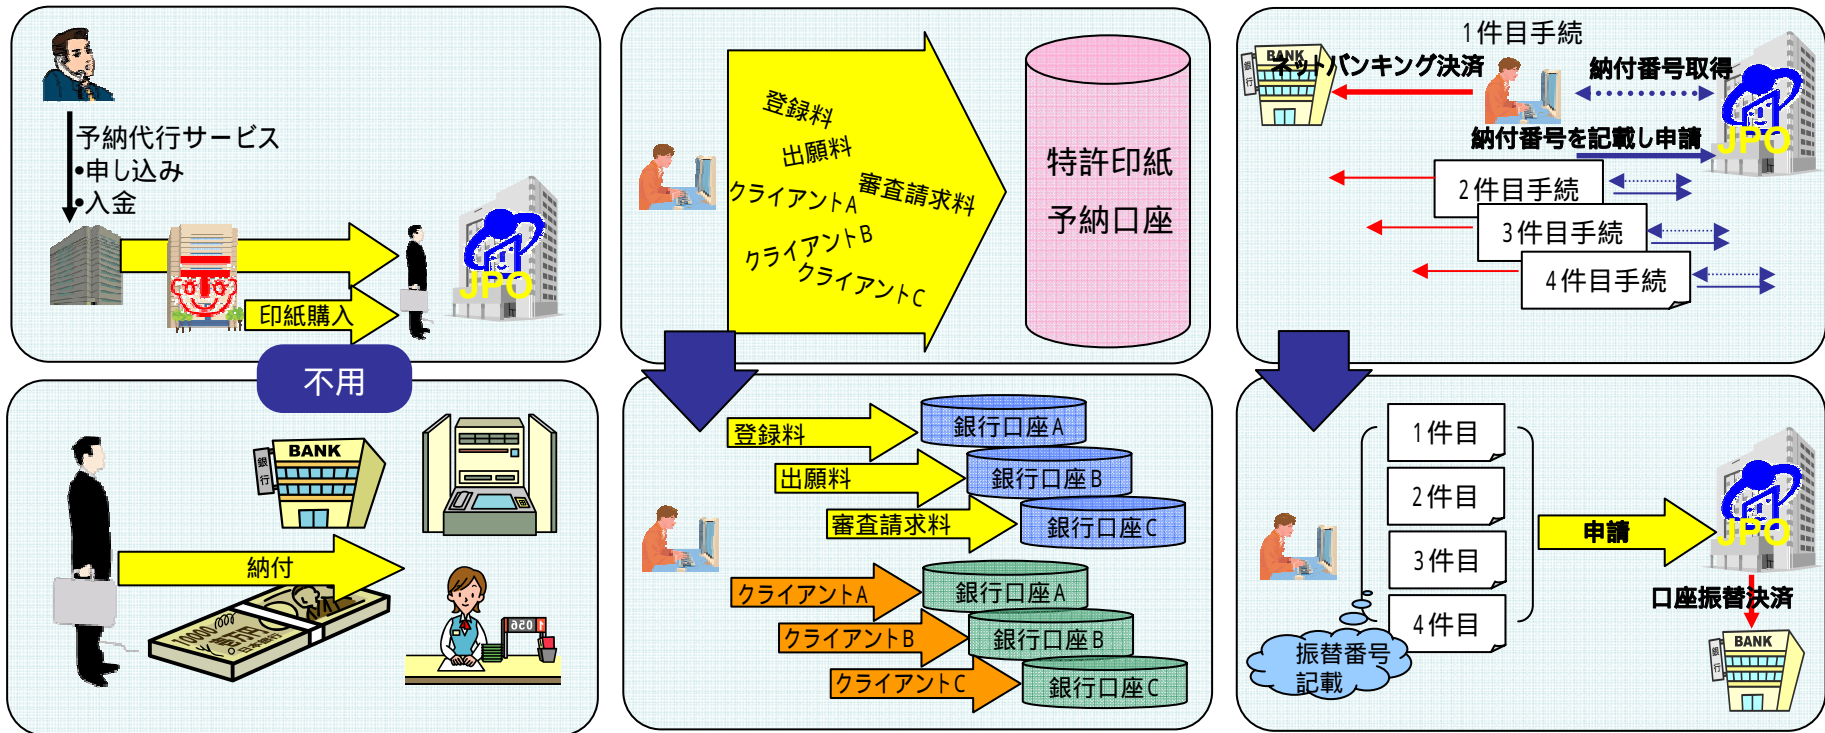 予納代行サービス
•申し込み
•入金
印紙購入
JPO
不用
BANK
銀行
納付
10000
日本銀行
056
登録料
出願料
クライアントA
審査請求料
クライアントB
クライアントC
特許印紙
予納口座
登録料
銀行口座A
出願料
銀行口座B
審査請求料
銀行口座C
クライアントA
銀行口座A
クライアントB
銀行口座B
クライアントC
銀行口座C
1件目手続
BANK
銀行
ネットバンキング決済
納付番号取得
納付番号を記載し申請
JPO
2件目手続
3件目手続
4件目手続
1件目
2件目
3件目
4件目
振替番号
記載
申請
JPO
口座振替決済
BANK
銀行